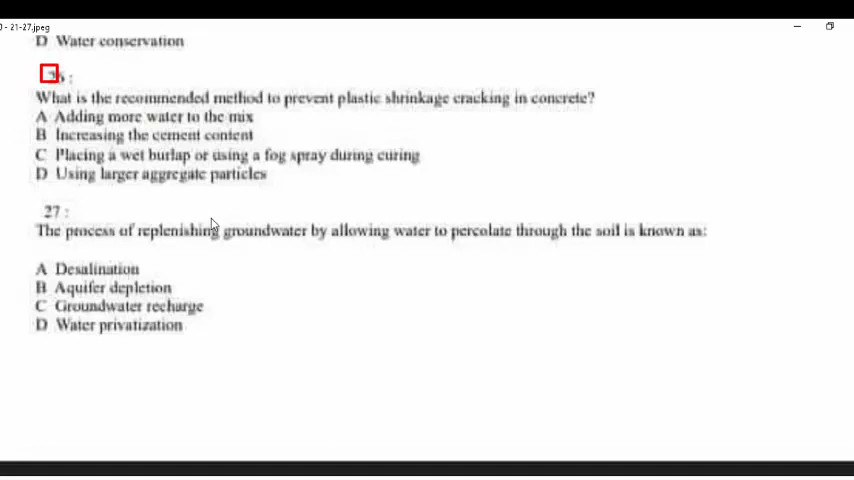 0 - 21-27.jpeg
D Water conservation
26 :
What is the recommended method to prevent plastic shrinkage cracking in concrete?
A Adding more water to the mix
B Increasing the cement content
C Placing a wet burlap or using a fog spray during curing
D Using larger aggregate particles
27 :
The process of replenishing groundwater by allowing water to percolate through the soil is known as:
A Desalination
B Aquifer depletion
C Groundwater recharge
D Water privatization